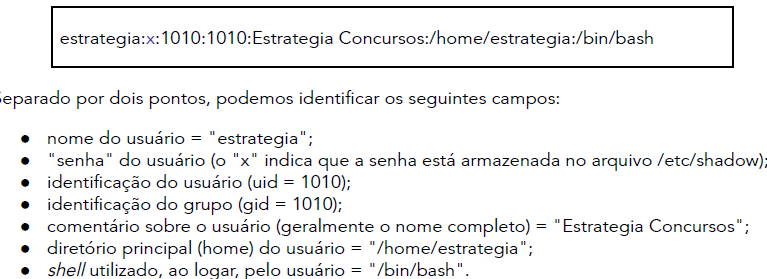 estrategia:x:1010:1010:Estrategia Concursos:/home/estrategia:/bin/bash
Separado por dois pontos, podemos identificar os seguintes campos:
● nome do usuário = "estrategia";
● "senha" do usuário (o "x" indica que a senha está armazenada no arquivo /etc/shadow);
● identificação do usuário (uid = 1010);
● identificação do grupo (gid = 1010);
● comentário sobre o usuário (geralmente o nome completo) = "Estrategia Concursos";
● diretório principal (home) do usuário = "/home/estrategia";
● shell utilizado, ao logar, pelo usuário = "/bin/bash".